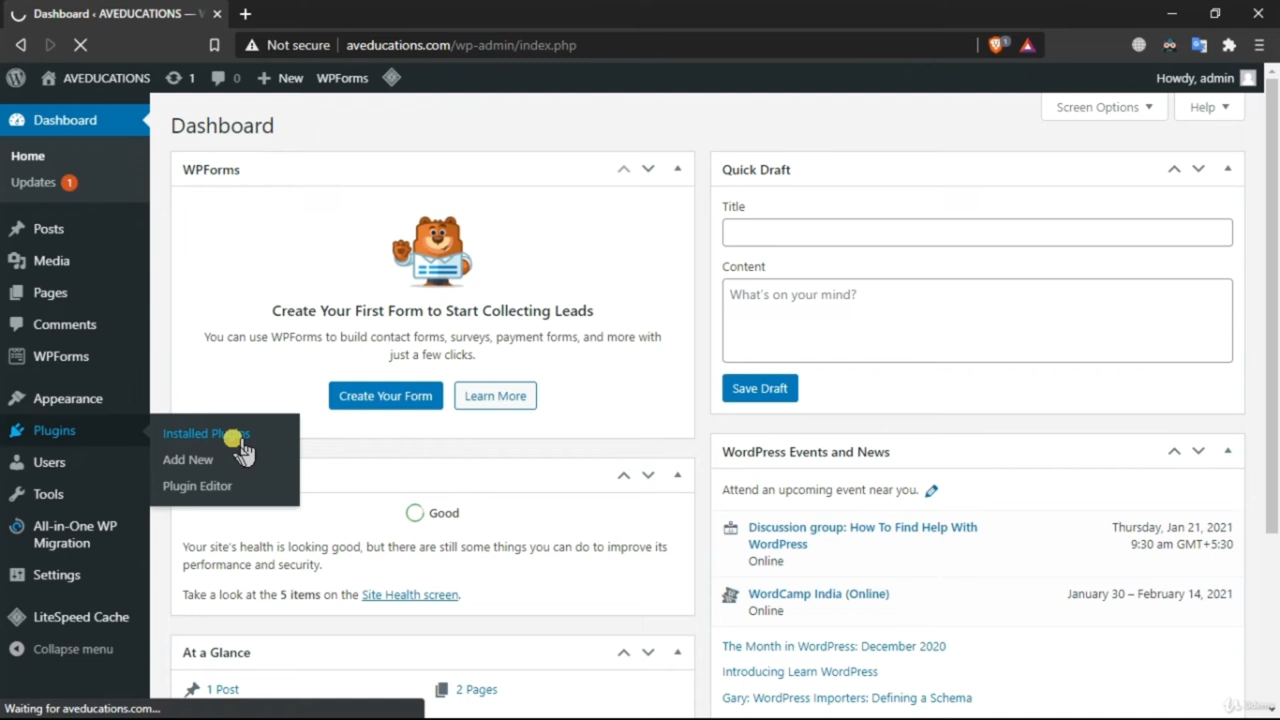 Dashboard ‹ AVEDUCATIONS —
Not secure
aveducations.com/wp-admin/index.php
1
AVEDUCATIONS
1
0
New
WPForms
Howdy, admin
Dashboard
Home
Updates 1
Posts
Media
Pages
Comments
WPForms
Appearance
Plugins
Users
Tools
All-in-One WP
Migration
Settings
LiteSpeed Cache
Collapse menu
Installed Plugins
Add New
Plugin Editor
Screen Options
Help
Dashboard
WPForms
Create Your First Form to Start Collecting Leads
You can use WPForms to build contact forms, surveys, payment forms, and more with
just a few clicks.
Create Your Form
Learn More
Good
Your site's health is looking good, but there are still some things you can do to improve its
performance and security.
Take a look at the 5 items on the Site Health screen.
At a Glance
1 Post
2 Pages
Quick Draft
Title
Content
What's on your mind?
Save Draft
WordPress Events and News
Attend an upcoming event near you.
Discussion group: How To Find Help With
WordPress
Online
Thursday, Jan 21, 2021
9:30 am GMT+5:30
WordCamp India (Online)
Online
January 30 – February 14, 2021
The Month in WordPress: December 2020
Introducing Learn WordPress
Gary: WordPress Importers: Defining a Schema
Waiting for aveducations.com...
Udemy